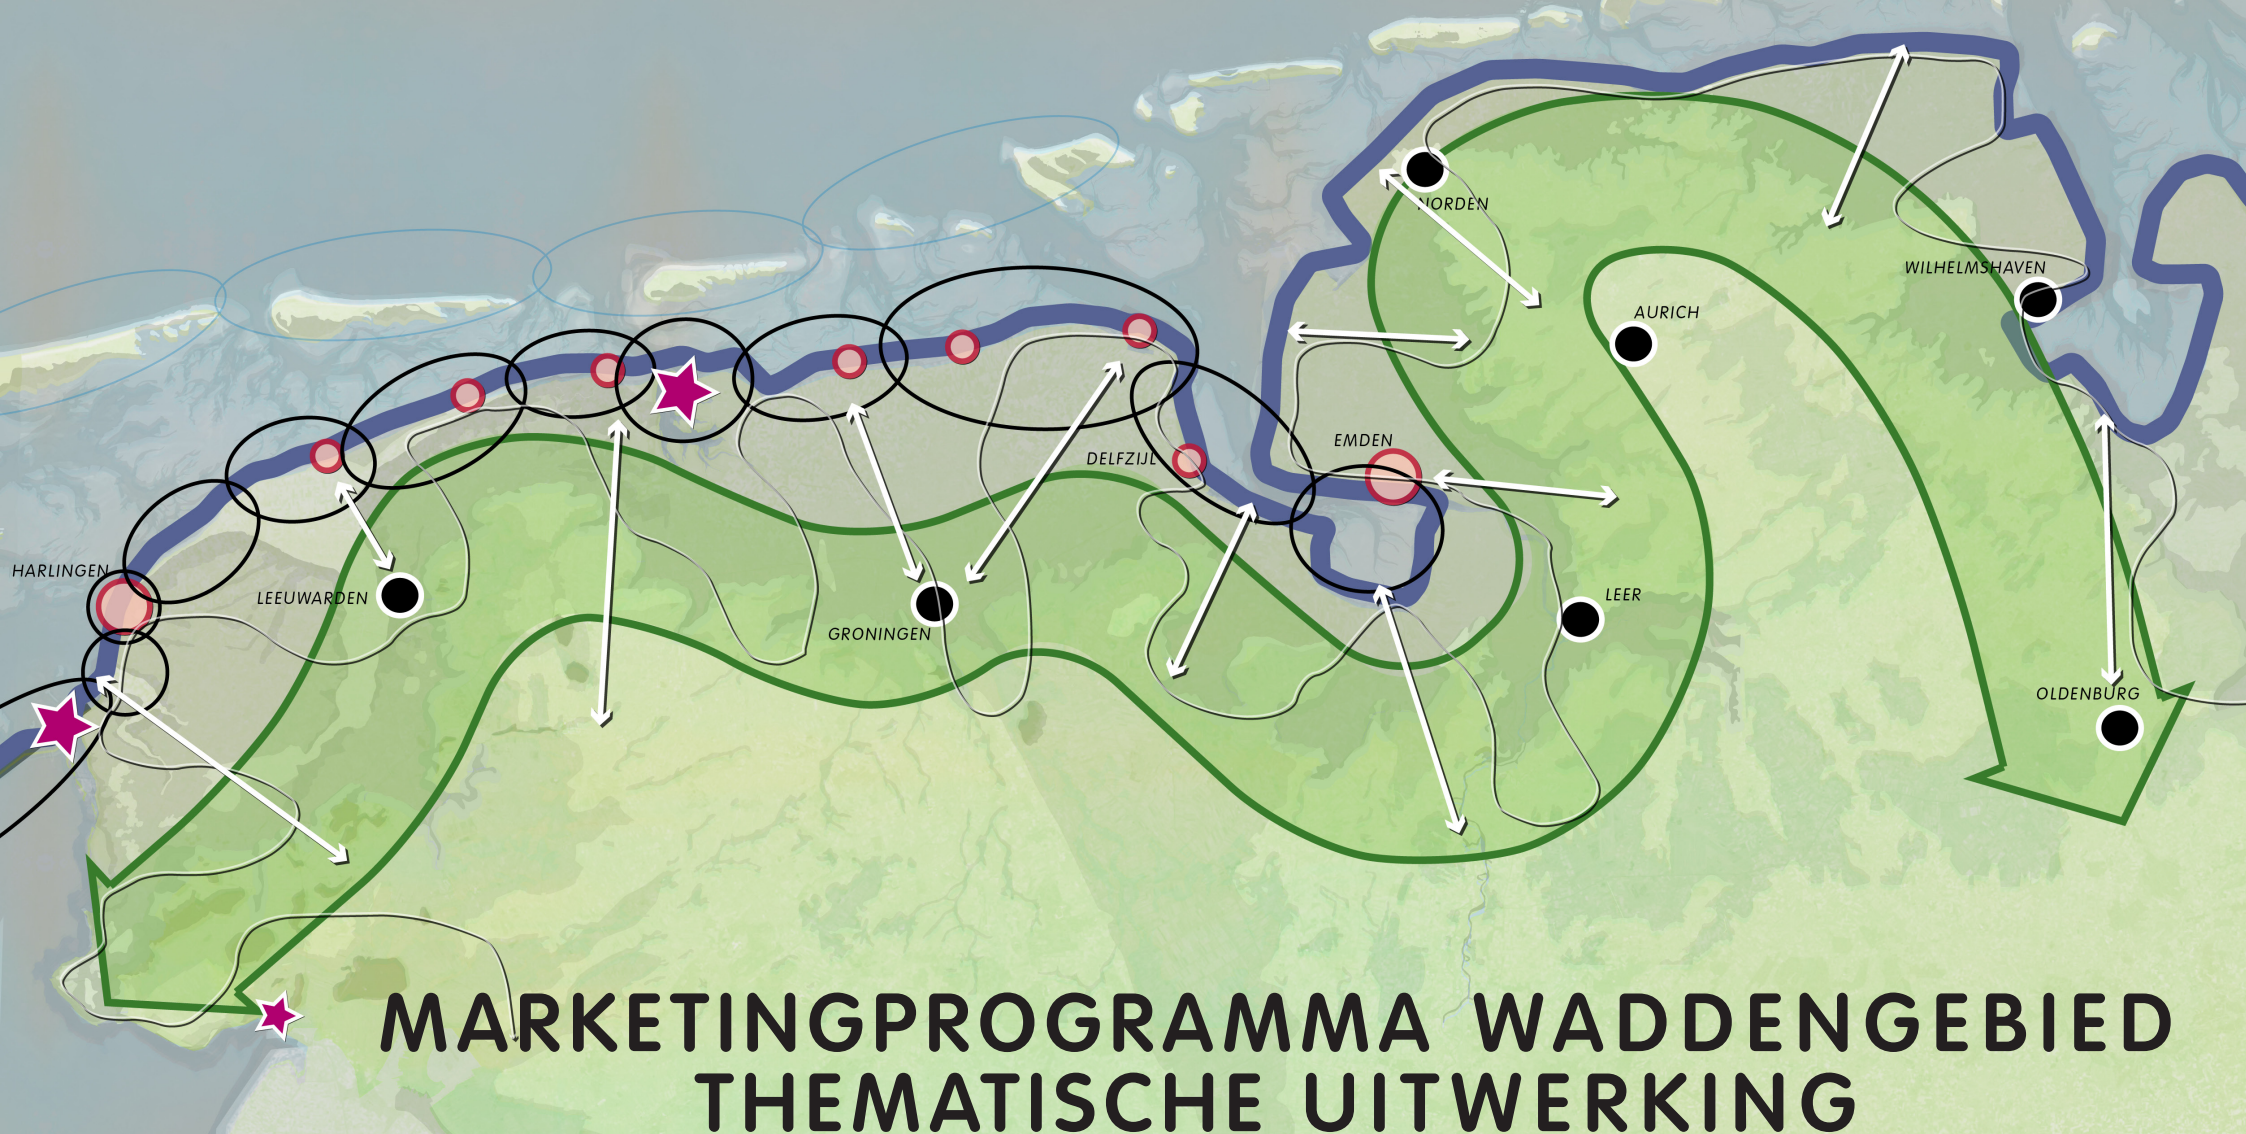 NORDEN
WILHELMSHAVEN
AURICH
EMDEN
DELFZIJL
HARLINGEN
LEEUWARDEN
LEER
GRONINGEN
OLDENBURG
MARKETINGPROGRAMMA WADDENGEBIED
THEMATISCHE UITWERKING